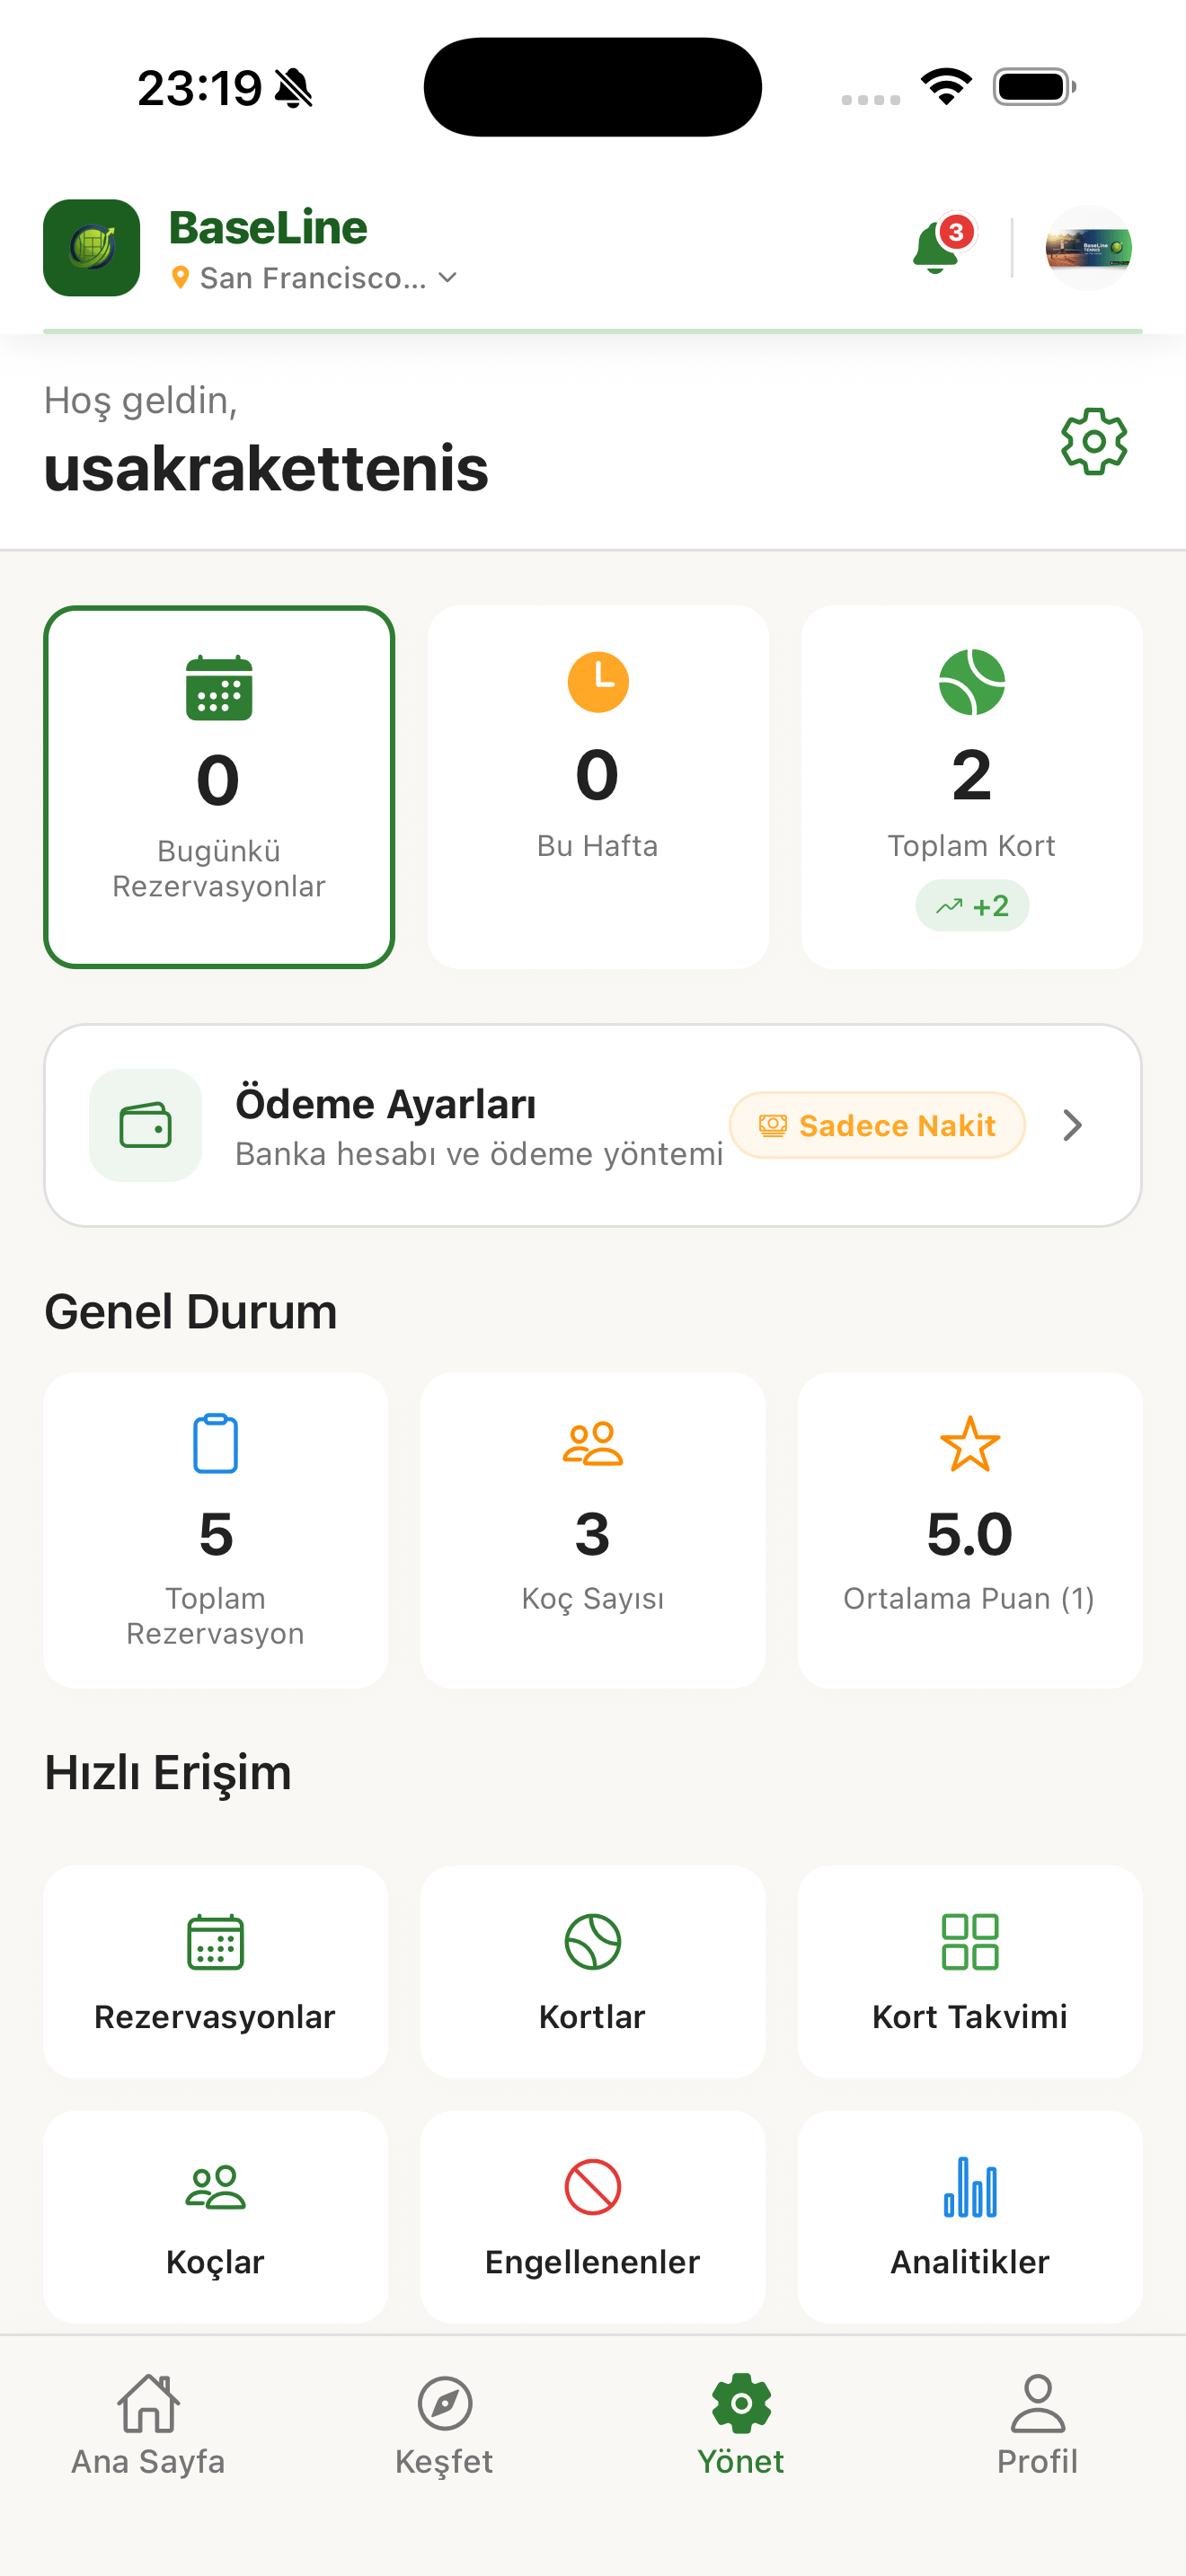 23:19
BaseLine
San Francisco...
3
Hoş geldin,
usakrakettenis
0
Bugünkü
Rezervasyonlar
0
Bu Hafta
2
Toplam Kort
+2
Ödeme Ayarları
Banka hesabı ve ödeme yöntemi
Sadece Nakit
Genel Durum
5
Toplam
Rezervasyon
3
Koç Sayısı
5.0
Ortalama Puan (1)
Hızlı Erişim
Rezervasyonlar
Kortlar
Kort Takvimi
Koçlar
Engellenenler
Analitikler
Ana Sayfa
Keşfet
Yönet
Profil